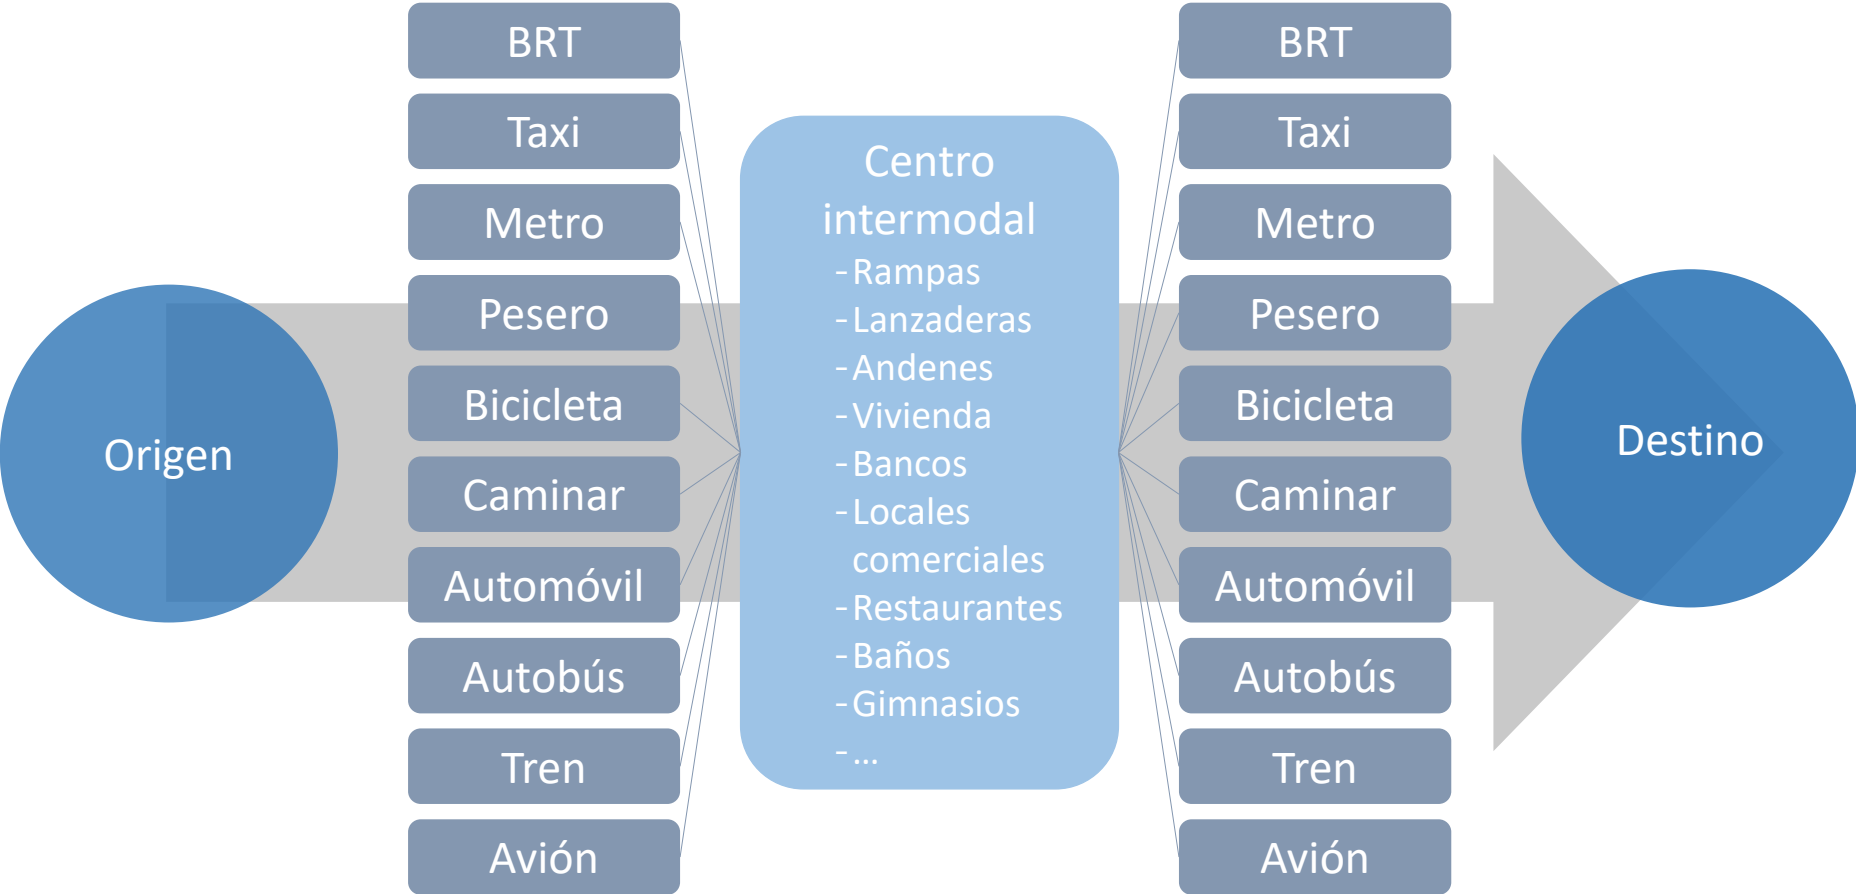 Origen
BRT
Taxi
Metro
Pesero
Bicicleta
Caminar
Automóvil
Autobús
Tren
Avión
Centro
intermodal
-Rampas
-Lanzaderas
-Andenes
-Vivienda
-Bancos
-Locales
comerciales
-Restaurantes
-Baños
-Gimnasios
-...
BRT
Taxi
Metro
Pesero
Bicicleta
Caminar
Automóvil
Autobús
Tren
Avión
Destino